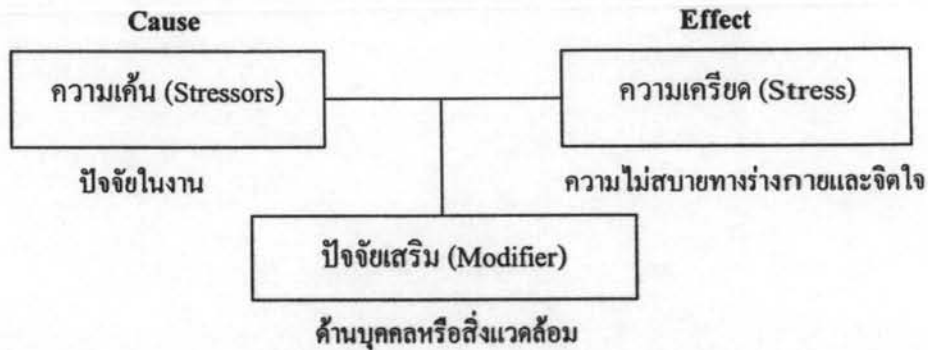 Cause
Effect
ความเค้น (Stressors)
ความเครียด (Stress)
ปัจจัยในงาน
ความไม่สบายทางร่างกายและจิตใจ
ปัจจัยเสริม (Modifier)
ด้านบุคคลหรือสิ่งแวดล้อม